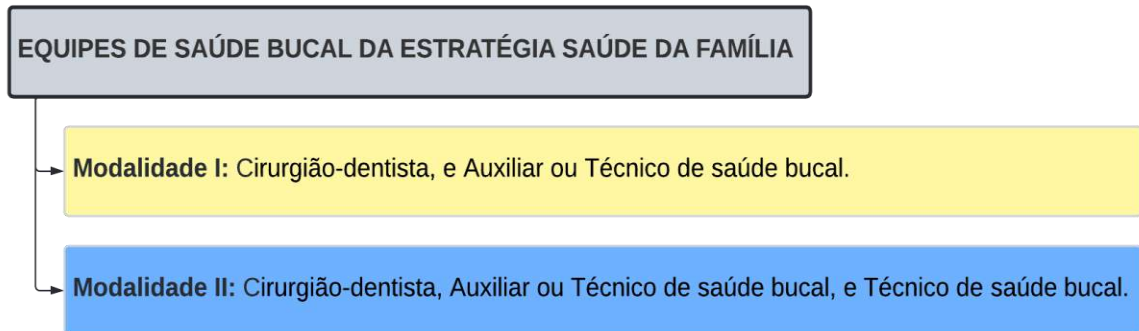 EQUIPES DE SAÚDE BUCAL DA ESTRATÉGIA SAÚDE DA FAMÍLIA
Modalidade I: Cirurgião-dentista, e Auxiliar ou Técnico de saúde bucal.
Modalidade II: Cirurgião-dentista, Auxiliar ou Técnico de saúde bucal, e Técnico de saúde bucal.